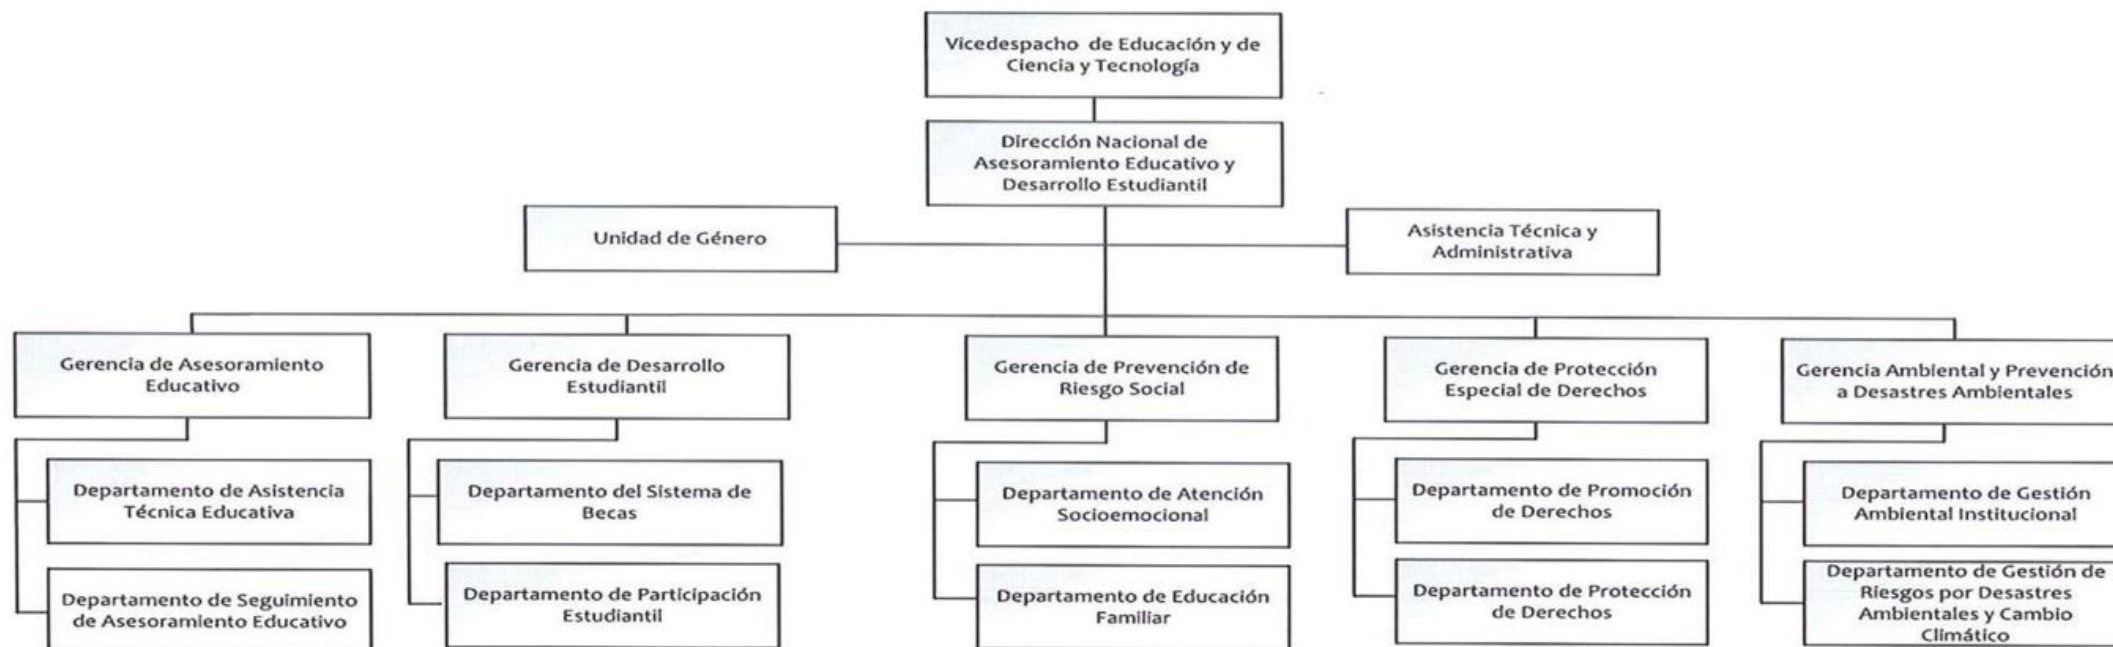 Vicedespacho de Educación y de
Ciencia y Tecnología
Dirección Nacional de
Asesoramiento Educativo y
Desarrollo Estudiantil
Unidad de Género
Asistencia Técnica y
Administrativa
Gerencia de Asesoramiento
Educativo
Gerencia de Desarrollo
Estudiantil
Gerencia de Prevención de
Riesgo Social
Gerencia de Protección
Especial de Derechos
Gerencia Ambiental y Prevención
a Desastres Ambientales
Departamento de Asistencia
Técnica Educativa
Departamento de Seguimiento
de Asesoramiento Educativo
Departamento del Sistema de
Becas
Departamento de Participación
Estudiantil
Departamento de Atención
Socioemocional
Departamento de Educación
Familiar
Departamento de Promoción
de Derechos
Departamento de Protección
de Derechos
Departamento de Gestión
Ambiental Institucional
Departamento de Gestión de
Riesgos por Desastres
Ambientales y Cambio
Climático